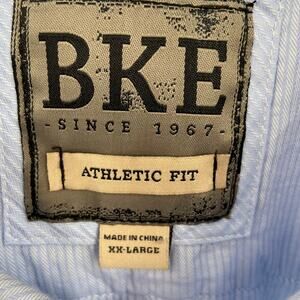 BKE
-SINCE 1967-
ATHLETIC FIT
MADE IN CHINA
XX-LARGE